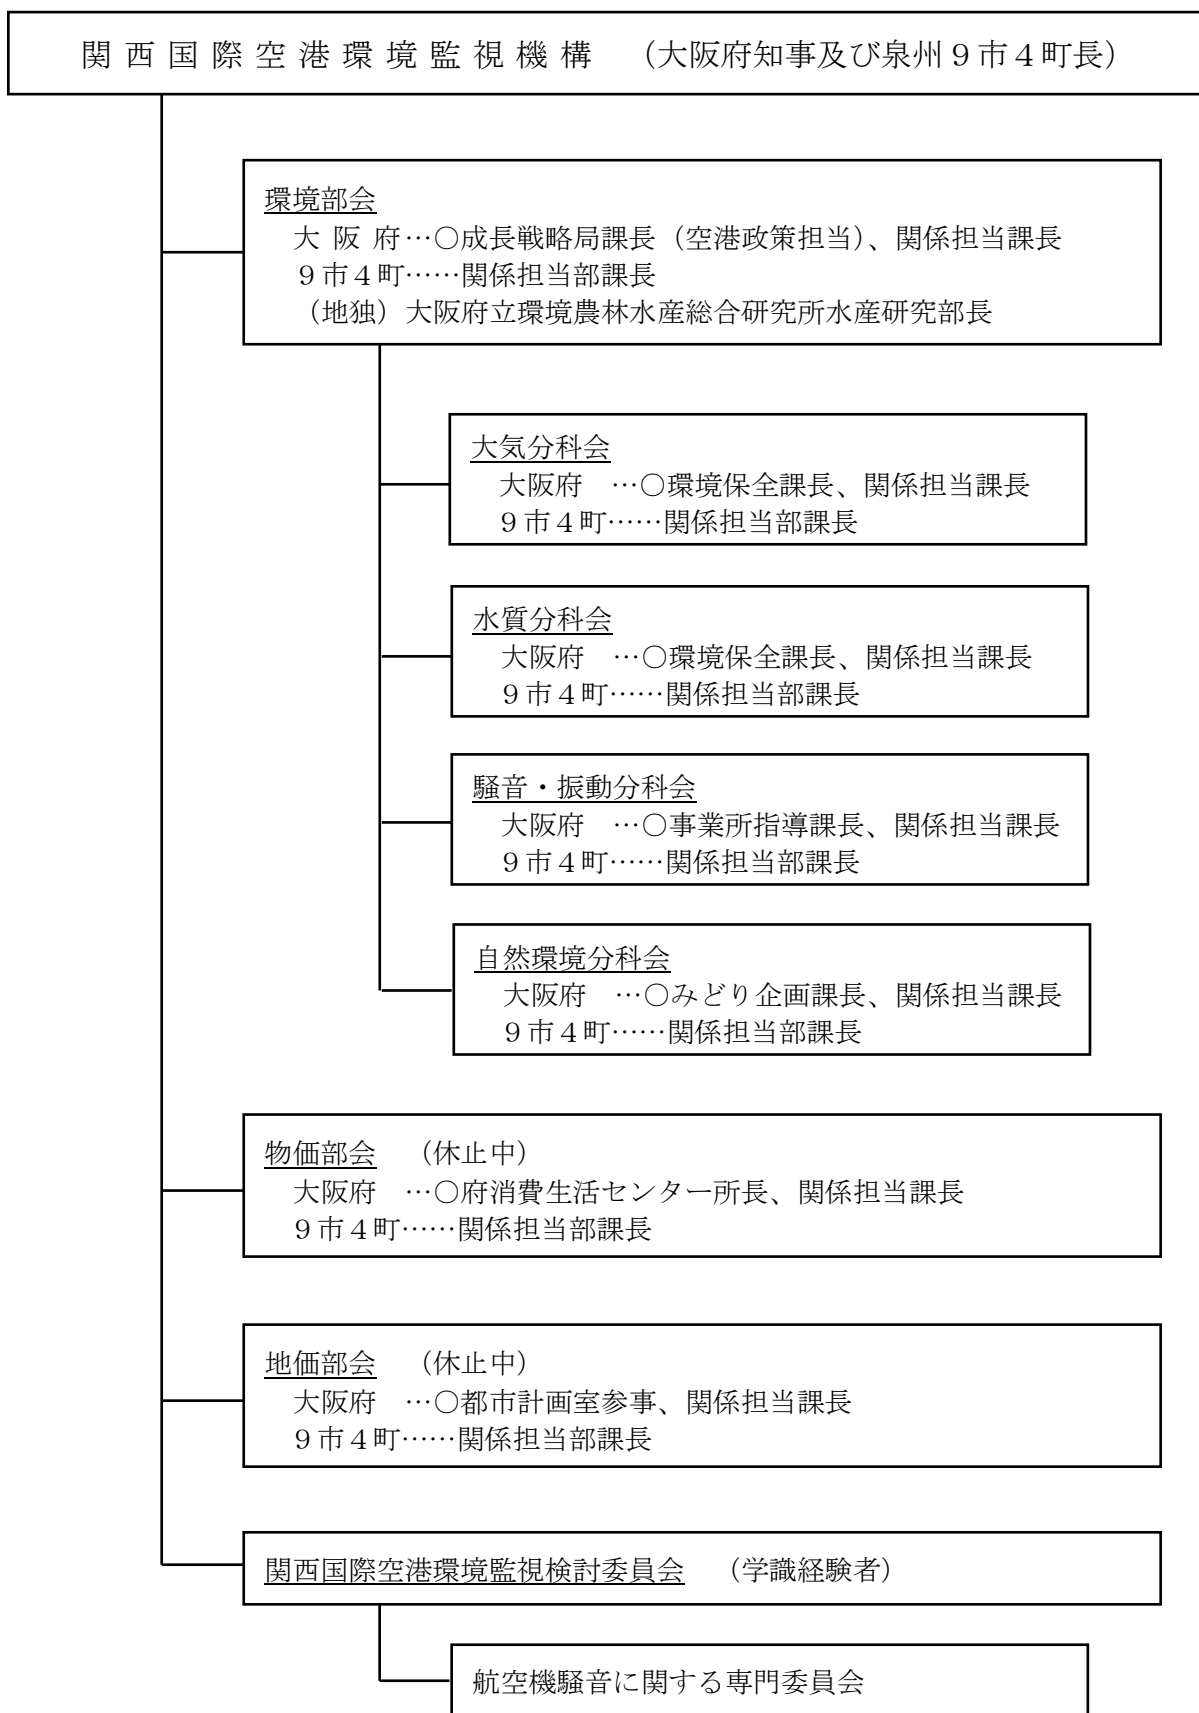 関西国際空港環境監視機構　（大阪府知事及び泉州９市４町長）
環境部会
大 阪 府…○成長戦略局課長（空港政策担当）、関係担当課長
９市４町……関係担当部課長
（地独）大阪府立環境農林水産総合研究所水産研究部長
大気分科会
大阪府　…○環境保全課長、関係担当課長
９市４町……関係担当部課長
水質分科会
大阪府　…○環境保全課長、関係担当課長
９市４町……関係担当部課長
騒音・振動分科会
大阪府　…○事業所指導課長、関係担当課長
９市４町……関係担当部課長
自然環境分科会
大阪府　…○みどり企画課長、関係担当課長
９市４町……関係担当部課長
物価部会　（休止中）
大阪府　…○府消費生活センター所長、関係担当課長
９市４町……関係担当部課長
地価部会　（休止中）
大阪府　…○都市計画室参事、関係担当課長
９市４町……関係担当部課長
関西国際空港環境監視検討委員会　（学識経験者）
航空機騒音に関する専門委員会